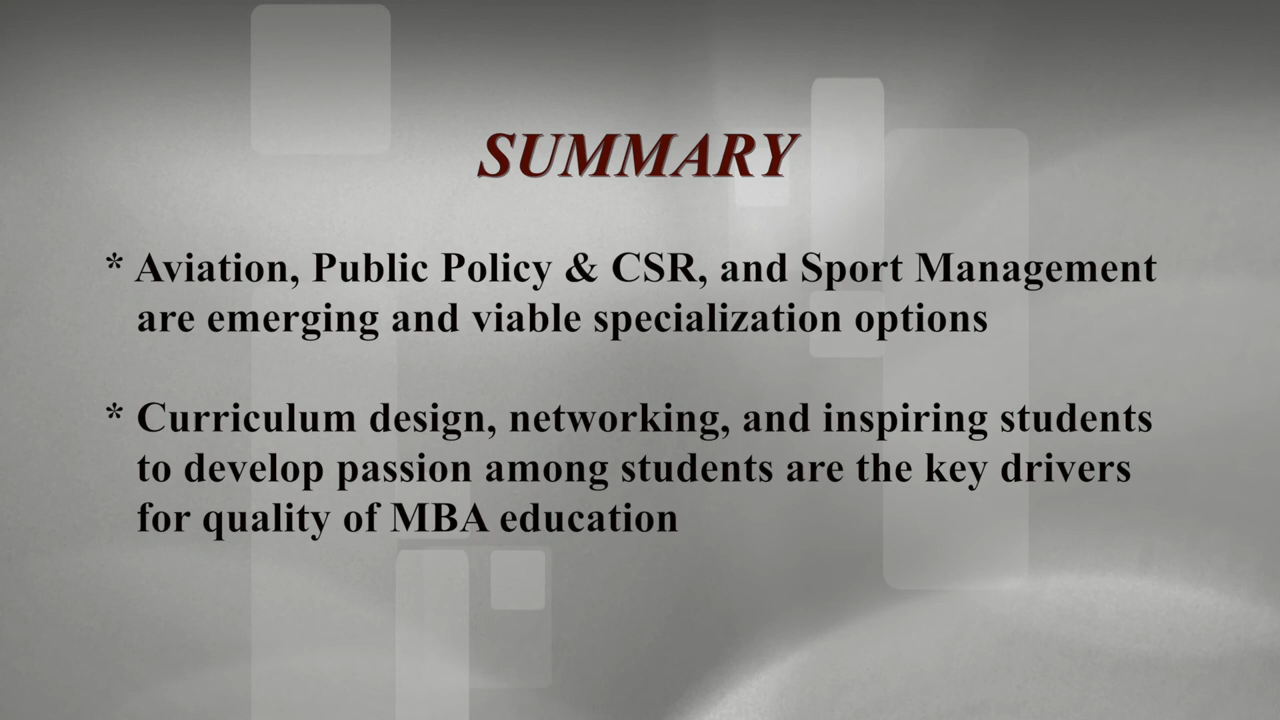 SUMMARY
* Aviation, Public Policy & CSR, and Sport Management
are emerging and viable specialization options
* Curriculum design, networking, and inspiring students
to develop passion among students are the key drivers
for quality of MBA education